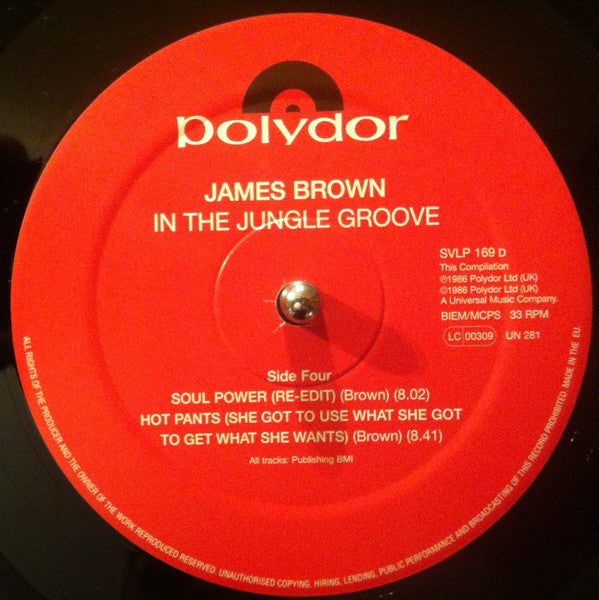 polydor
JAMES BROWN
IN THE JUNGLE GROOVE
SVLP 169 D
This Compilation
℗1986 Polydor Ltd (UK)
©1986 Polydor Ltd (UK)
A Universal Music Company.
BIEM/MCPS 33 RPM
LC 00309 UN 281
Side Four
SOUL POWER (RE-EDIT) (Brown) (8.02)
HOT PANTS (SHE GOT TO USE WHAT SHE GOT
TO GET WHAT SHE WANTS) (Brown) (8.41)
All tracks: Publishing BMI
ALL RIGHTS OF THE PRODUCER AND THE OWNER OF THE WORK REPRODUCED RESERVED. UNAUTHORISED COPYING, HIRING, LENDING, PUBLIC PERFORMANCE AND BROADCASTING OF THIS RECORD PROHIBITED. MADE IN THE EU.